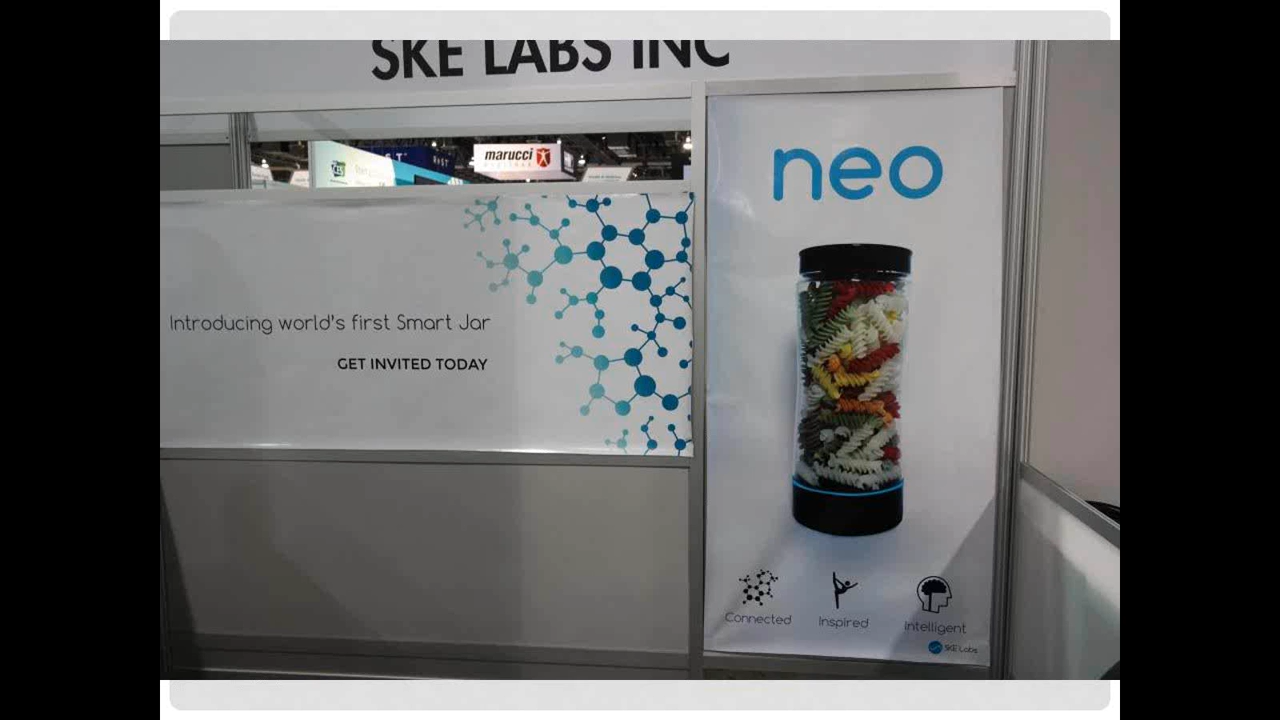 SKE LABS INC
marucci
neo
Introducing world's first Smart Jar
GET INVITED TODAY
Connected
Inspired
Intelligent
SKE Labs